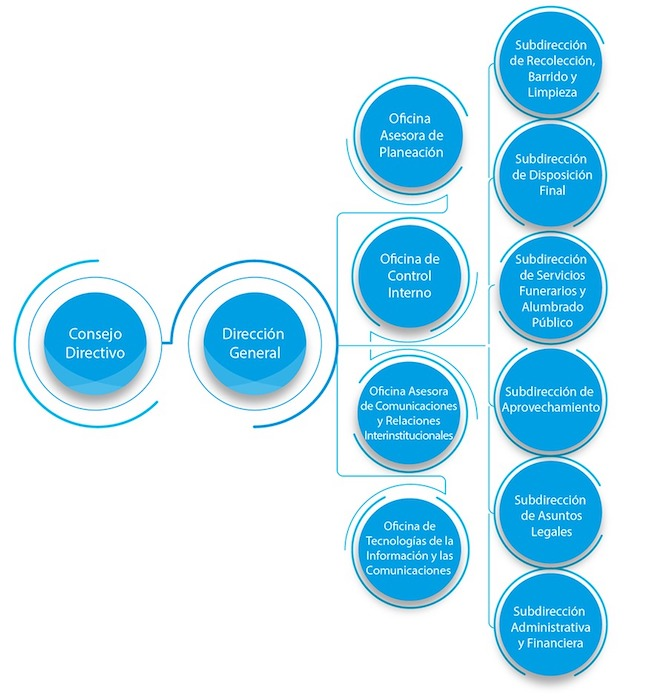 Consejo
Directivo
Dirección
General
Oficina
Asesora de
Planeación
Oficina de
Control
Interno
Oficina Asesora
de Comunicaciones
y Relaciones
Interinstitucionales
Oficina de
Tecnologías de la
Información y las
Comunicaciones
Subdirección
de Recolección,
Barrido y
Limpieza
Subdirección
de Disposición
Final
Subdirección
de Servicios
Funerarios y
Alumbrado
Público
Subdirección de
Aprovechamiento
Subdirección
de Asuntos
Legales
Subdirección
Administrativa
y Financiera